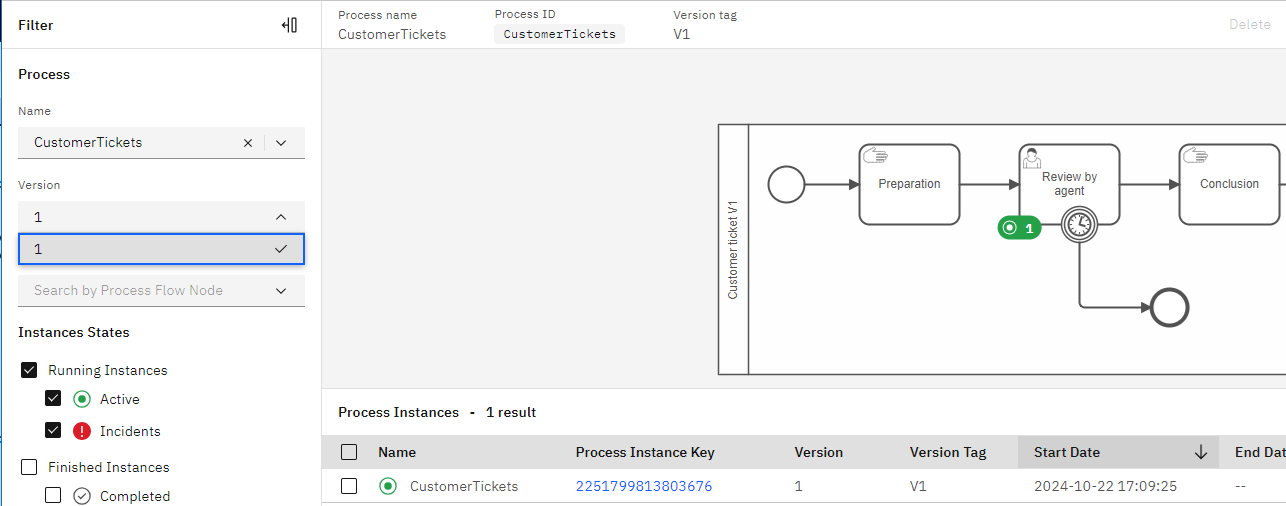 Filter
Process
Name
CustomerTickets
Version
1
1
Search by Process Flow Node
Instances States
Running Instances
Active
Incidents
Finished Instances
Completed
Process name Process ID Version tag
CustomerTickets CustomerTickets V1
Delete
Customer ticket V1
Preparation
Review by
agent
Conclusion
1
Process Instances - 1 result
Name Process Instance Key Version Version Tag Start Date End Dat
CustomerTickets 2251799813803676 1 V1 2024-10-22 17:09:25 --